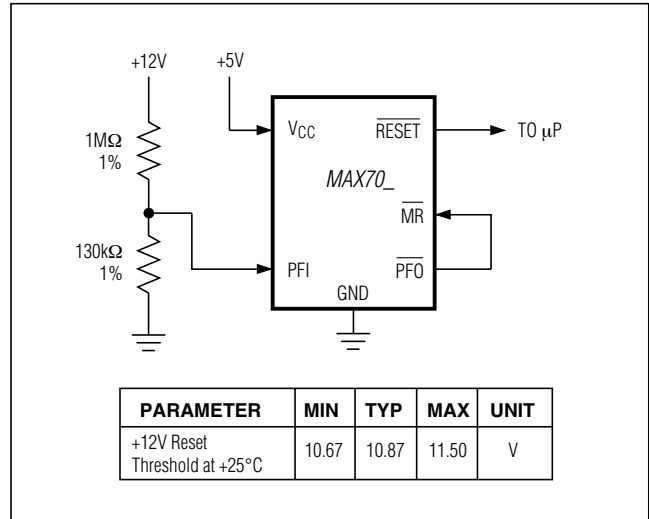 +12V
+5V
1MΩ
1%
130kΩ
1%
VCC
RESET
TO µP
MAX70_
MR
PFI
PFO
GND
PARAMETER MIN TYP MAX UNIT
+12V Reset
Threshold at +25°C 10.67 10.87 11.50 V